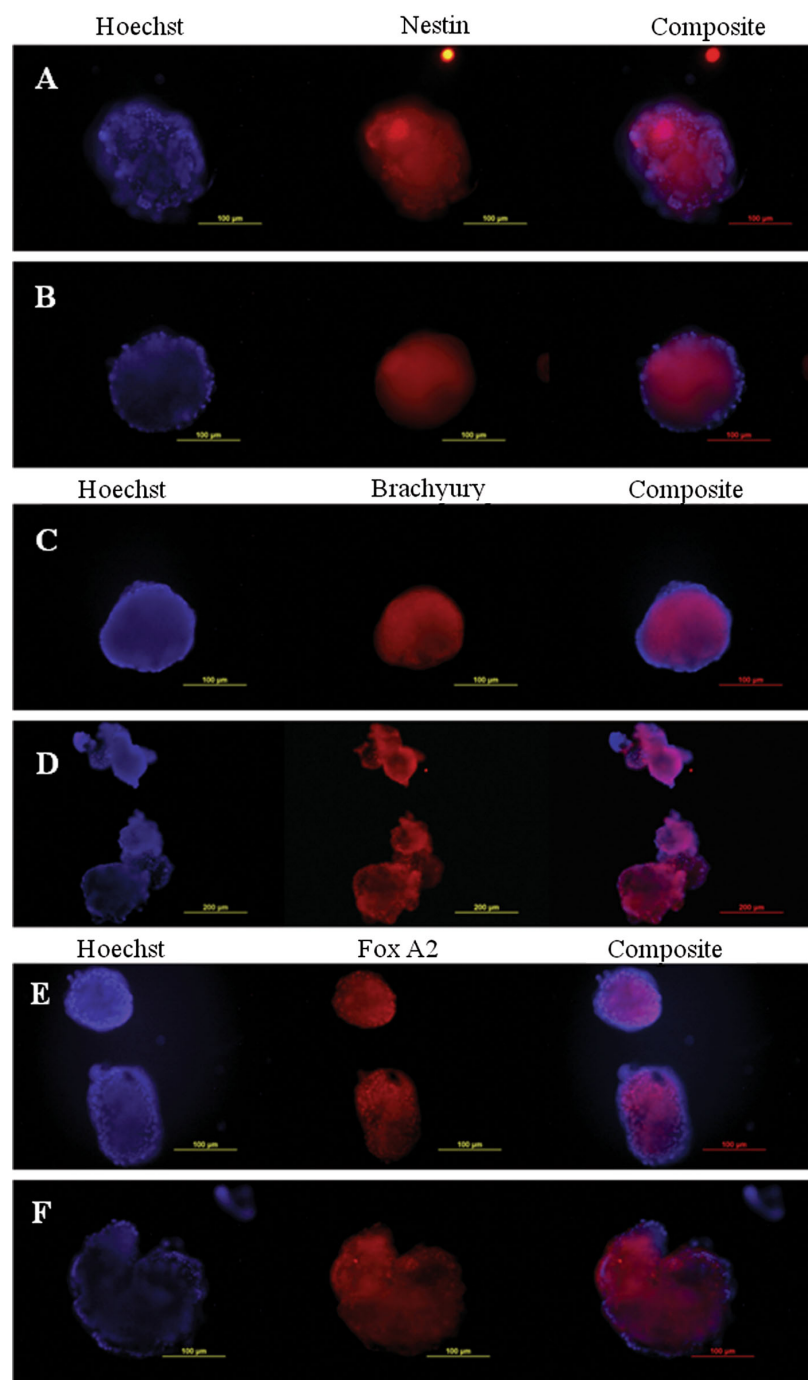 Hoechst Nestin Composite
A
100 µm 100 µm 100 µm
B
100 µm 100 µm 100 µm
Hoechst Brachyury Composite
C
100 µm 100 µm 100 µm
D
200 µm 200 µm 200 µm
Hoechst Fox A2 Composite
E
100 µm 100 µm 100 µm
F
100 µm 100 µm 100 µm